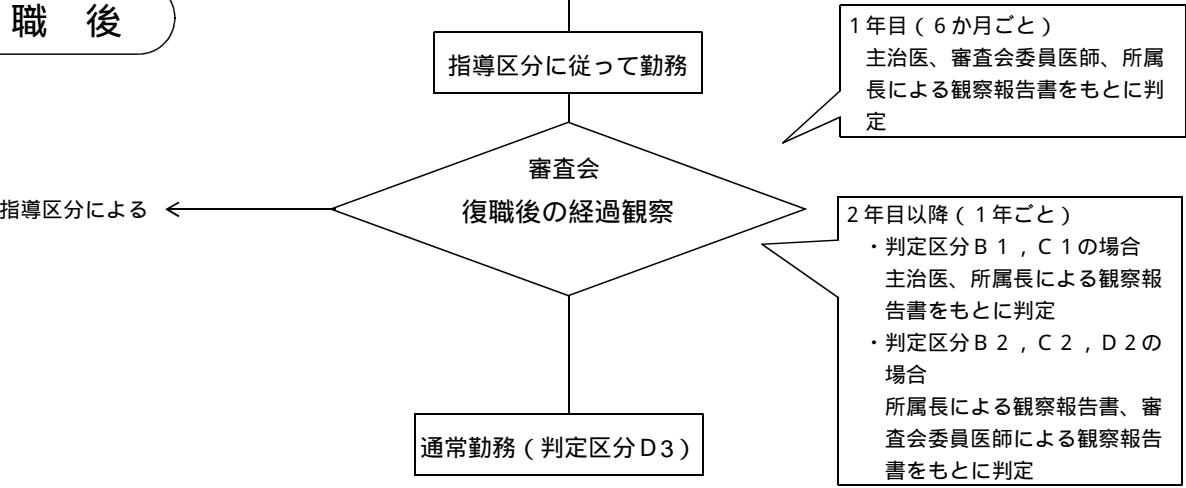 職 後
指導区分に従って勤務
1年目(6か月ごと)
主治医、審査会委員医師、所属
長による観察報告書をもとに判
定
審査会
復職後の経過観察
指導区分による
2年目以降(1年ごと)
・判定区分B1,C1の場合
主治医、所属長による観察報
告書をもとに判定
・判定区分B2,C2,D2の
場合
所属長による観察報告書、審
査会委員医師による観察報告
書をもとに判定
通常勤務(判定区分D3)